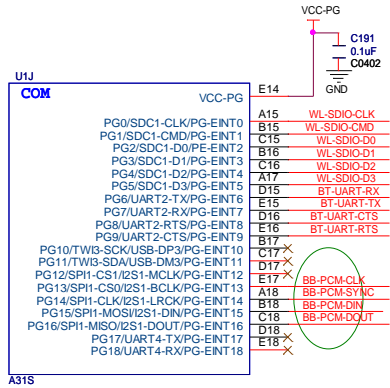 VCC-PG
C191
0.1uF
C0402
GND
U1J
COM
VCC-PG E14
PG0/SDC1-CLK/PG-EINT0 A15 WL-SDIO-CLK
PG1/SDC1-CMD/PG-EINT1 B15 WL-SDIO-CMD
PG2/SDC1-D0/PE-EINT2 C15 WL-SDIO-D0
PG3/SDC1-D1/PG-EINT3 B16 WL-SDIO-D1
PG4/SDC1-D2/PG-EINT4 C16 WL-SDIO-D2
PG5/SDC1-D3/PG-EINT5 A17 WL-SDIO-D3
PG6/UART2-TX/PG-EINT6 D15 BT-UART-RX
PG7/UART2-RX/PG-EINT7 E15 BT-UART-TX
PG8/UART2-RTS/PG-EINT8 D16 BT-UART-CTS
PG9/UART2-CTS/PG-EINT9 E16 BT-UART-RTS
PG10/TWI3-SCK/USB-DP3/PG-EINT10 B17
PG11/TWI3-SDA/USB-DM3/PG-EINT11 C17
PG12/SPI1-CS1/I2S1-MCLK/PG-EINT12 D17
PG13/SPI1-CS0/I2S1-BCLK/PG-EINT13 E17 BB-PCM-CLK
PG14/SPI1-CLK/I2S1-LRCK/PG-EINT14 A18 BB-PCM-SYNC
PG15/SPI1-MOSI/I2S1-DIN/PG-EINT15 B18 BB-PCM-DIN
PG16/SPI1-MISO/I2S1-DOUT/PG-EINT16 C18 BB-PCM-DOUT
PG17/UART4-TX/PG-EINT17 D18
PG18/UART4-RX/PG-EINT18 E18
A31S